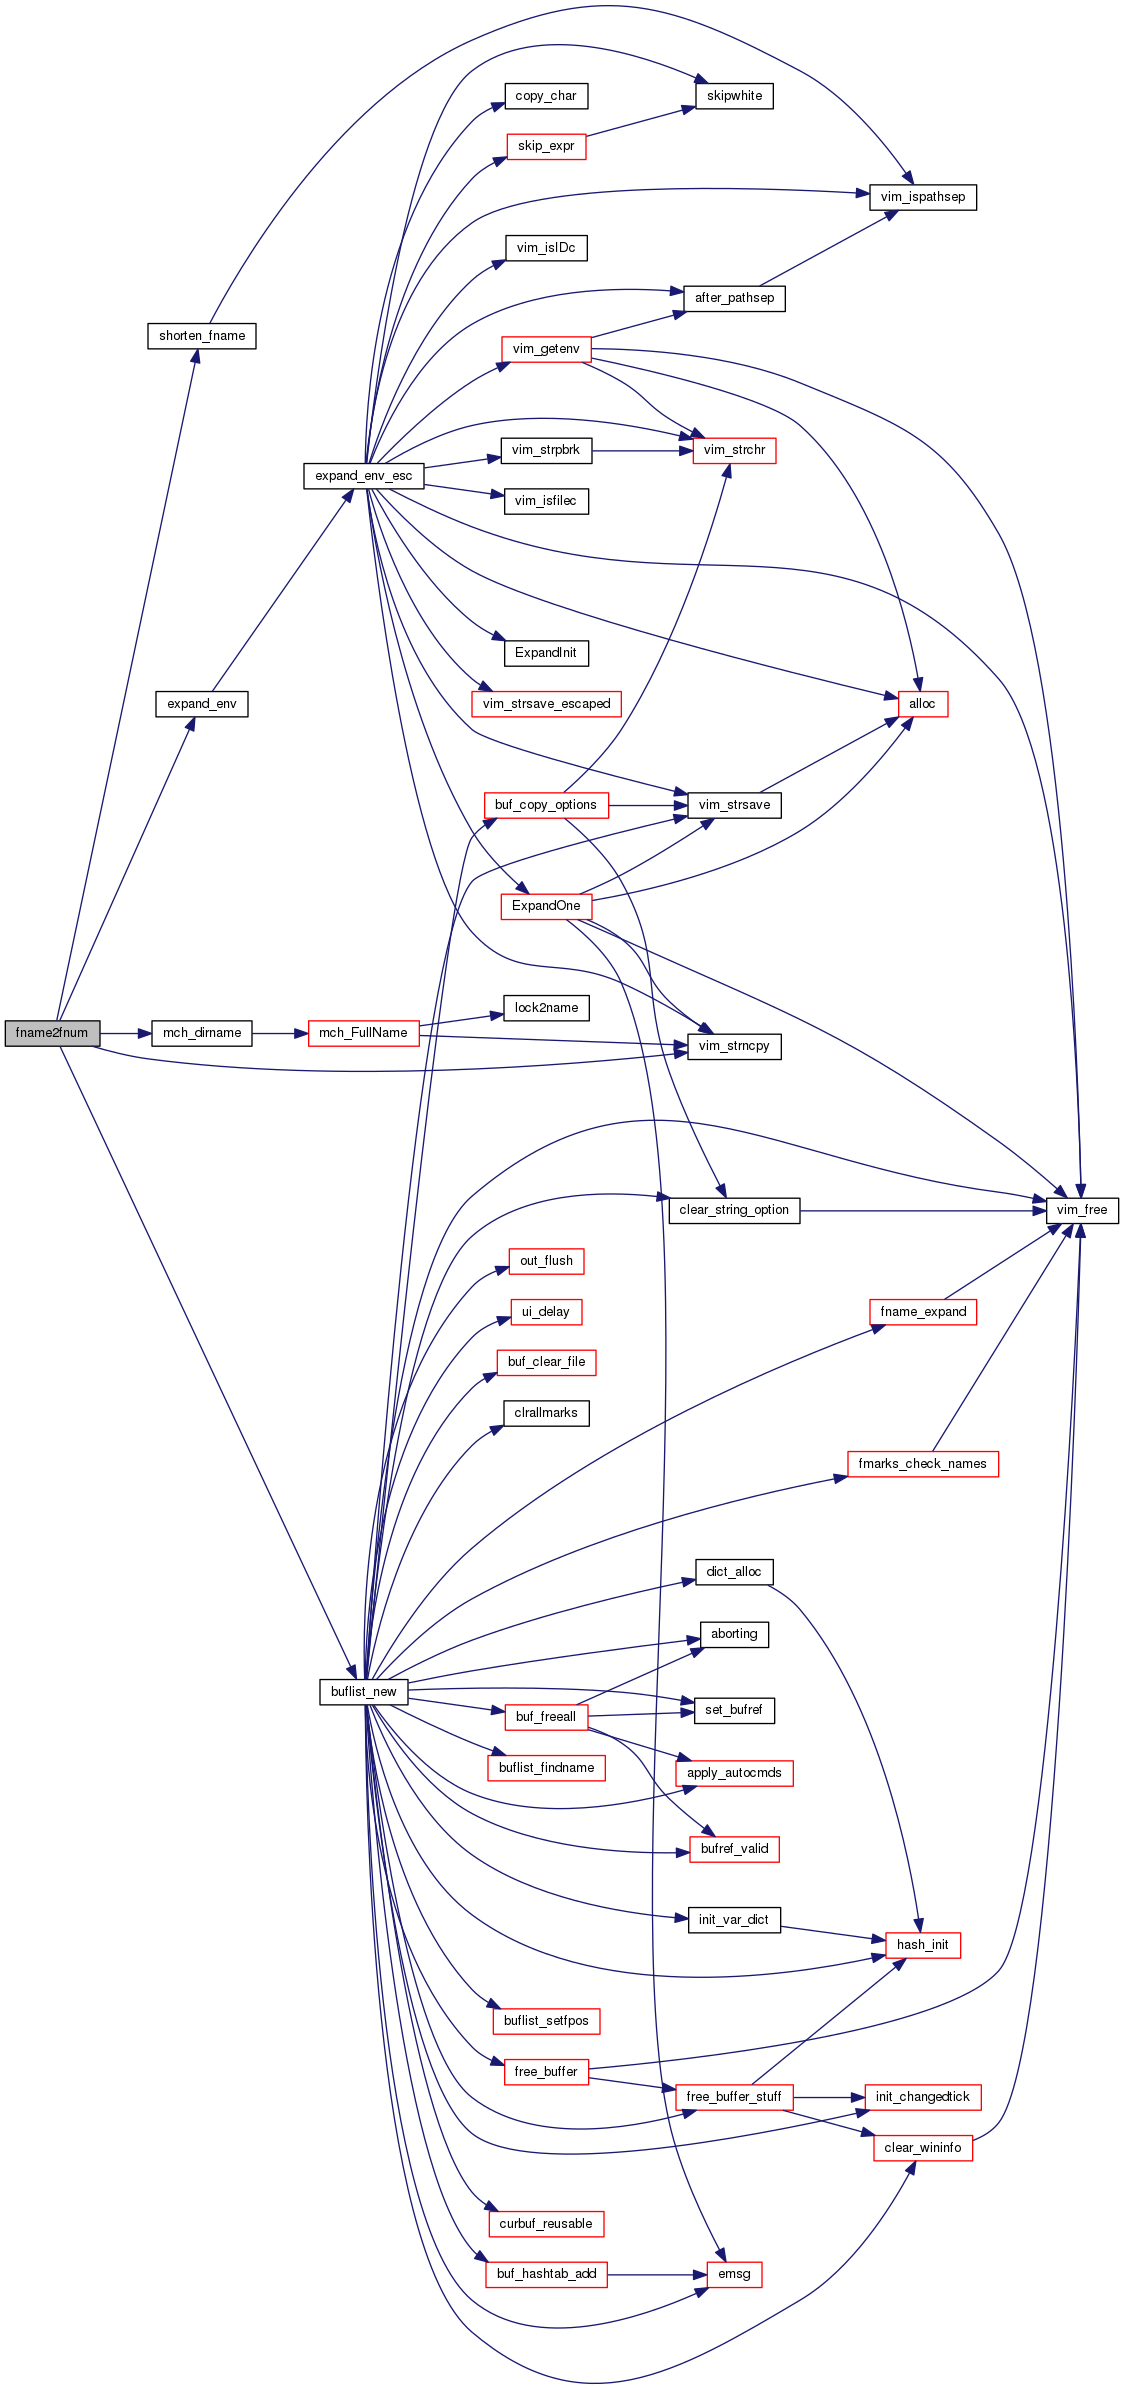 copy_char
skipwhite
skip_expr
vim_ispathsep
vim_isIDc
after_pathsep
shorten_fname
vim_getenv
vim_strpbrk
vim_strchr
expand_env_esc
vim_isfilec
ExpandInit
expand_env
vim_strsave_escaped
alloc
buf_copy_options
vim_strsave
ExpandOne
lock2name
fname2fnum
mch_dirname
mch_FullName
vim_strncpy
clear_string_option
vim_free
out_flush
ui_delay
fname_expand
buf_clear_file
clrallmarks
fmarks_check_names
dict_alloc
aborting
buflist_new
set_bufref
buf_freeall
buflist_findname
apply_autocmds
bufref_valid
init_var_dict
hash_init
buflist_setfpos
free_buffer
free_buffer_stuff
init_changedtick
clear_wininfo
curbuf_reusable
buf_hashtab_add
emsg